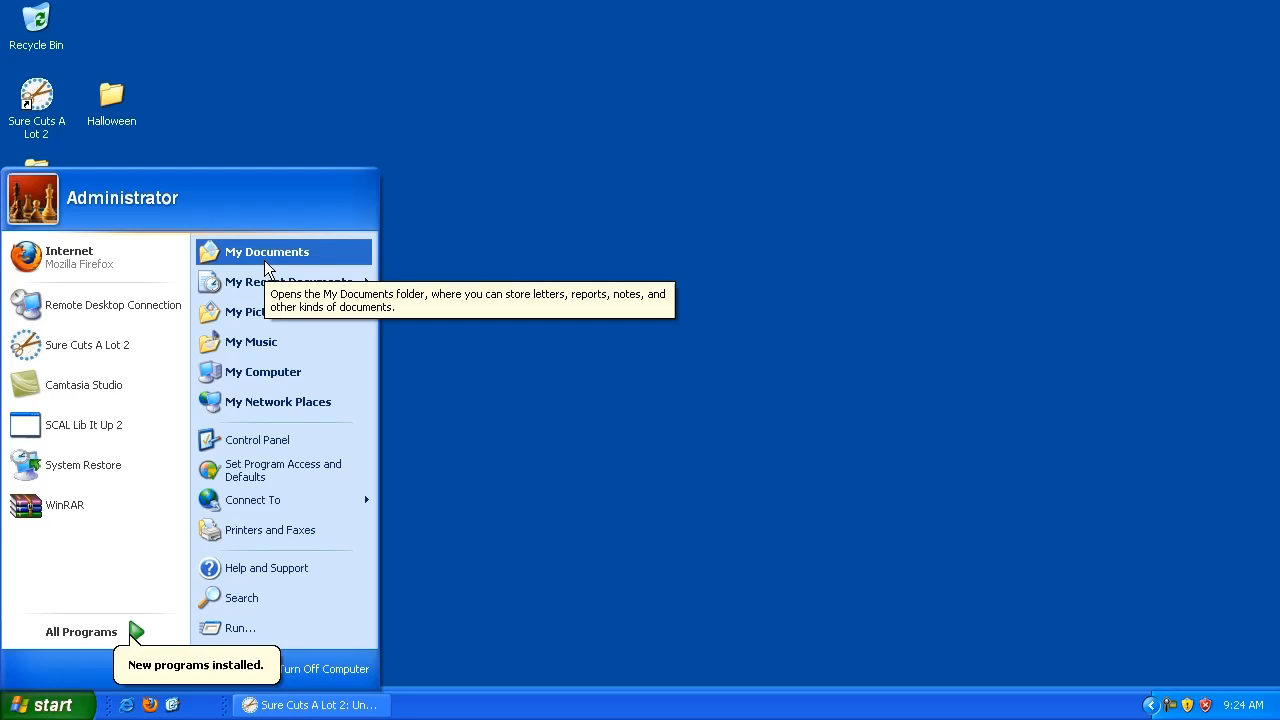 Recycle Bin
Sure Cuts A
Lot 2
Halloween
Administrator
Internet
Mozilla Firefox
Remote Desktop Connection
Sure Cuts A Lot 2
Camtasia Studio
SCAL Lib It Up 2
System Restore
WinRAR
All Programs
New programs installed.
My Documents
Opens the My Documents folder, where you can store letters, reports, notes, and
other kinds of documents.
My Music
My Computer
My Network Places
Control Panel
Set Program Access and
Defaults
Connect To
Printers and Faxes
Help and Support
Search
Run...
Turn Off Computer
start
Sure Cuts A Lot 2: Un...
9:24 AM